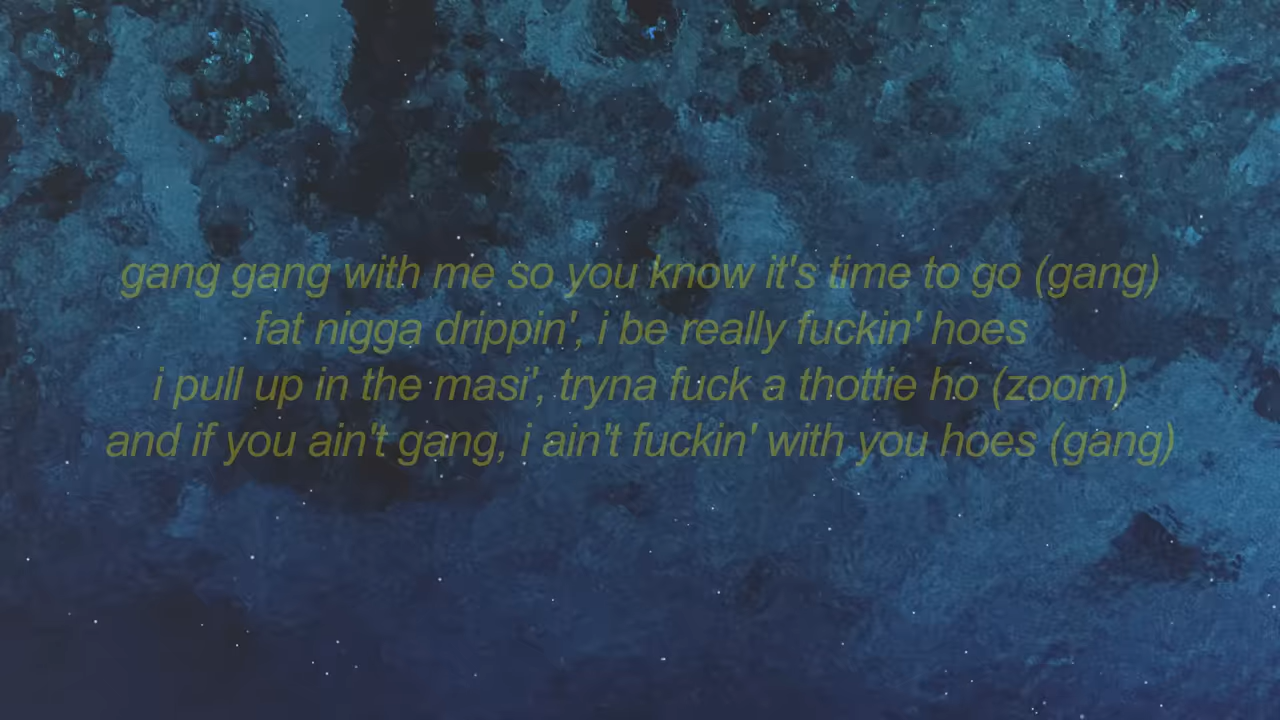 gang gang with me so you know it's time to go (gang)
fat nigga drippin', i be really fuckin' hoes
i pull up in the masi', tryna fuck a thottie ho (zoom)
and if you ain't gang, i ain't fuckin' with you hoes (gang)